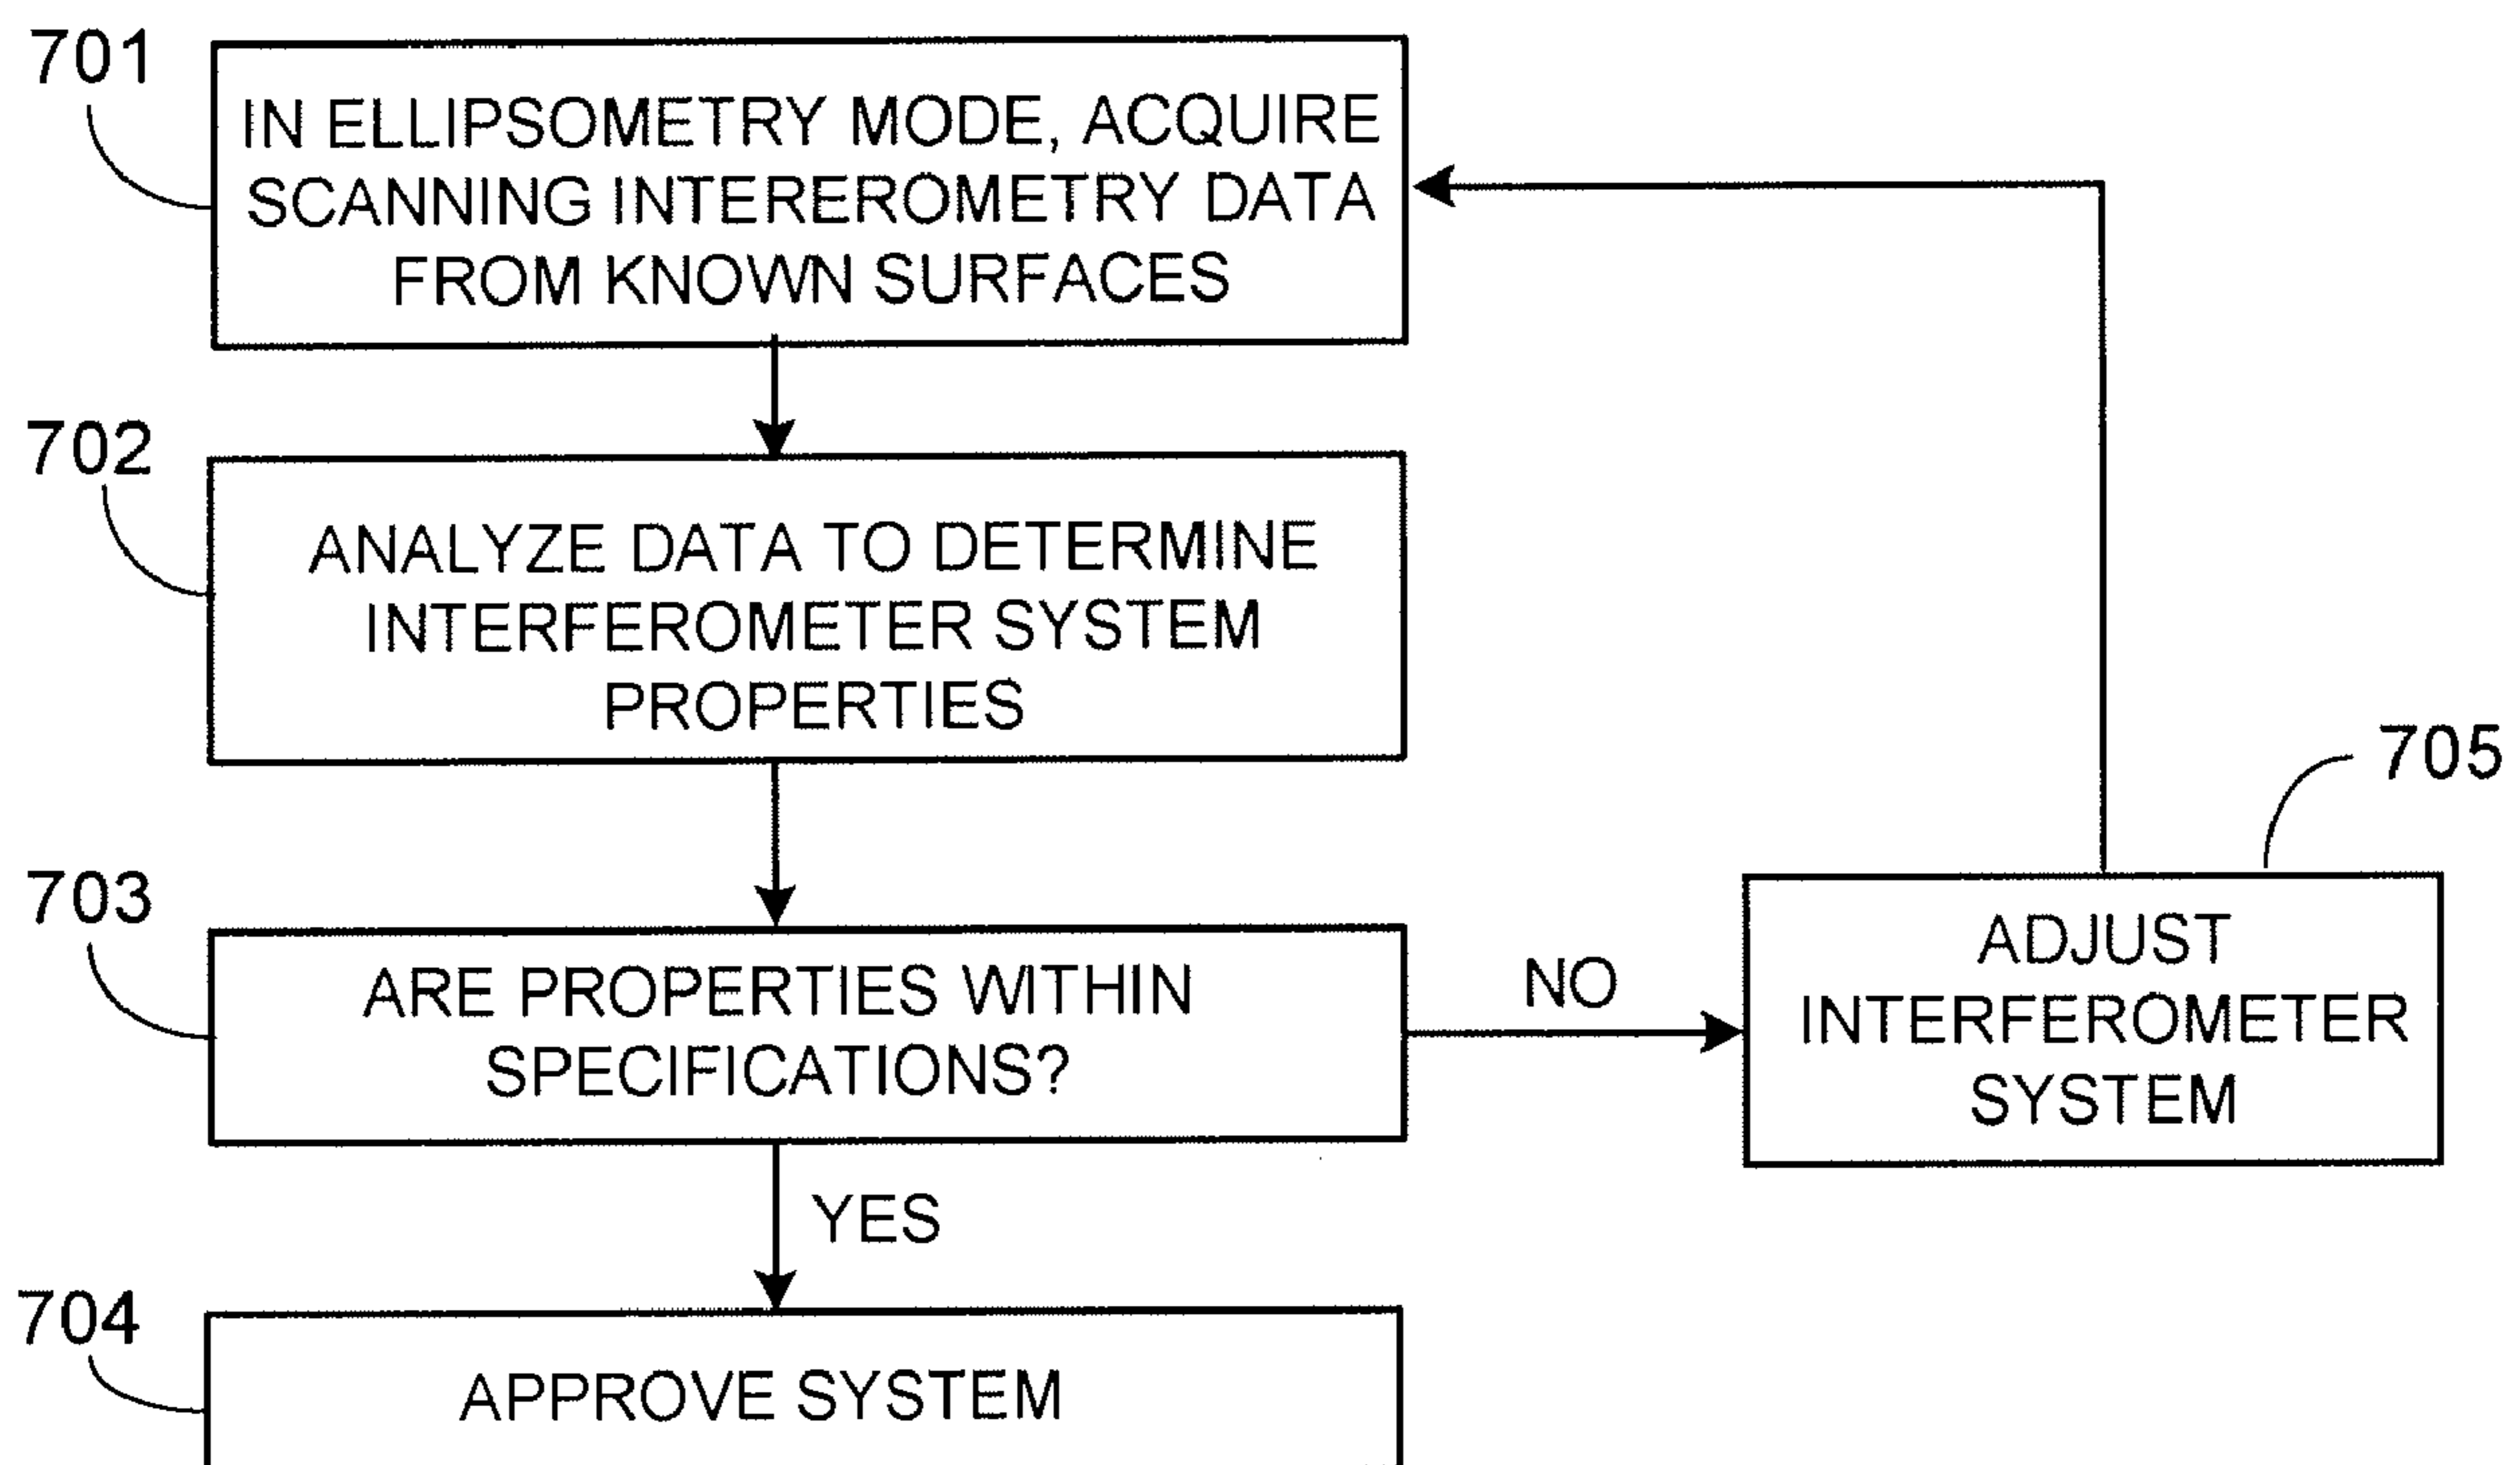 701
IN ELLIPSOMETRY MODE, ACQUIRE
SCANNING INTEREROMETRY DATA
FROM KNOWN SURFACES
702
ANALYZE DATA TO DETERMINE
INTERFEROMETER SYSTEM
PROPERTIES
703
ARE PROPERTIES WITHIN
SPECIFICATIONS?
NO
705
ADJUST
INTERFEROMETER
SYSTEM
YES
704
APPROVE SYSTEM